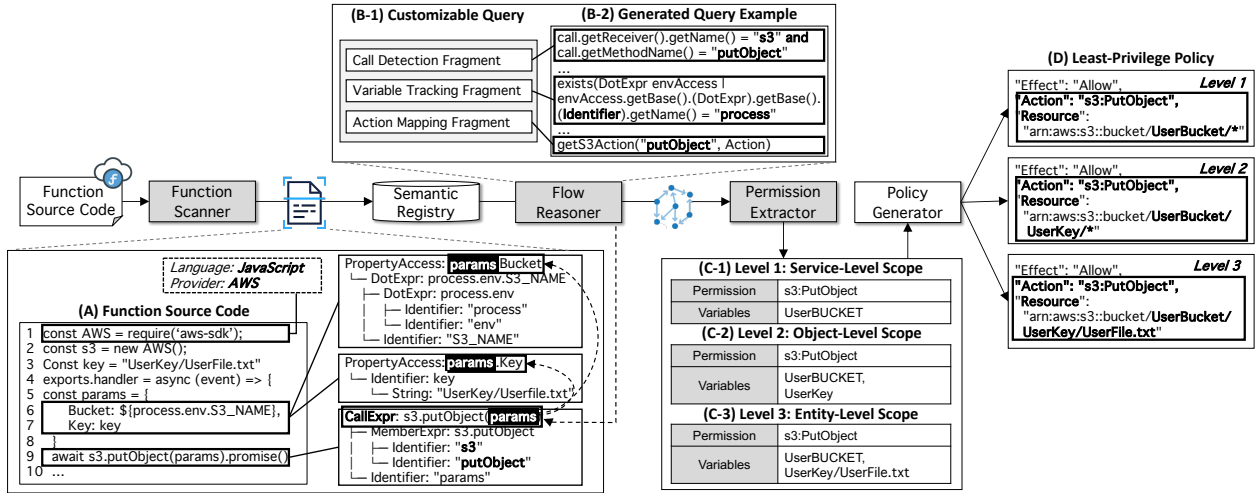 (B-1) Customizable Query
Call Detection Fragment
Variable Tracking Fragment
Action Mapping Fragment
(B-2) Generated Query Example
call.getReceiver().getName() = "s3" and
call.getMethodName() = "putObject"
...
exists(DotExpr envAccess |
envAccess.getBase().(DotExpr).getBase().
(Identifier).getName() = "process"
...
getS3Action("putObject", Action)
Function
Source Code
Function
Scanner
Semantic
Registry
Flow
Reasoner
Permission
Extractor
Policy
Generator
(D) Least-Privilege Policy
"Effect": "Allow", Level 1
"Action": "s3:PutObject",
"Resource":
"arn:aws:s3::bucket/UserBucket/*"
"Effect": "Allow", Level 2
"Action": "s3:PutObject",
"Resource":
"arn:aws:s3::bucket/UserBucket/
UserKey/*"
"Effect": "Allow", Level 3
"Action": "s3:PutObject",
"Resource":
"arn:aws:s3::bucket/UserBucket/
UserKey/UserFile.txt"
Language: JavaScript
Provider: AWS
(A) Function Source Code
1 const AWS = require('aws-sdk');
2 const s3 = new AWS();
3 Const key = "UserKey/UserFile.txt"
4 exports.handler = async (event) => {
5 const params = {
6 Bucket: ${process.env.S3_NAME},
7 Key: key
8 }
9 await s3.putObject(params).promise()
10 ...
PropertyAccess: params Bucket
DotExpr: process.env.S3_NAME
DotExpr: process.env
Identifier: "process"
Identifier: "env"
Identifier: "S3_NAME"
PropertyAccess: params.Key
Identifier: key
String: "UserKey/Userfile.txt"
CallExpr: s3.putObject(params)
MemberExpr: s3.putObject
Identifier: "s3"
Identifier: "putObject"
Identifier: "params"
(C-1) Level 1: Service-Level Scope
Permission s3:PutObject
Variables UserBUCKET
(C-2) Level 2: Object-Level Scope
Permission s3:PutObject
Variables UserBUCKET,
UserKey
(C-3) Level 3: Entity-Level Scope
Permission s3:PutObject
Variables UserBUCKET,
UserKey/UserFile.txt